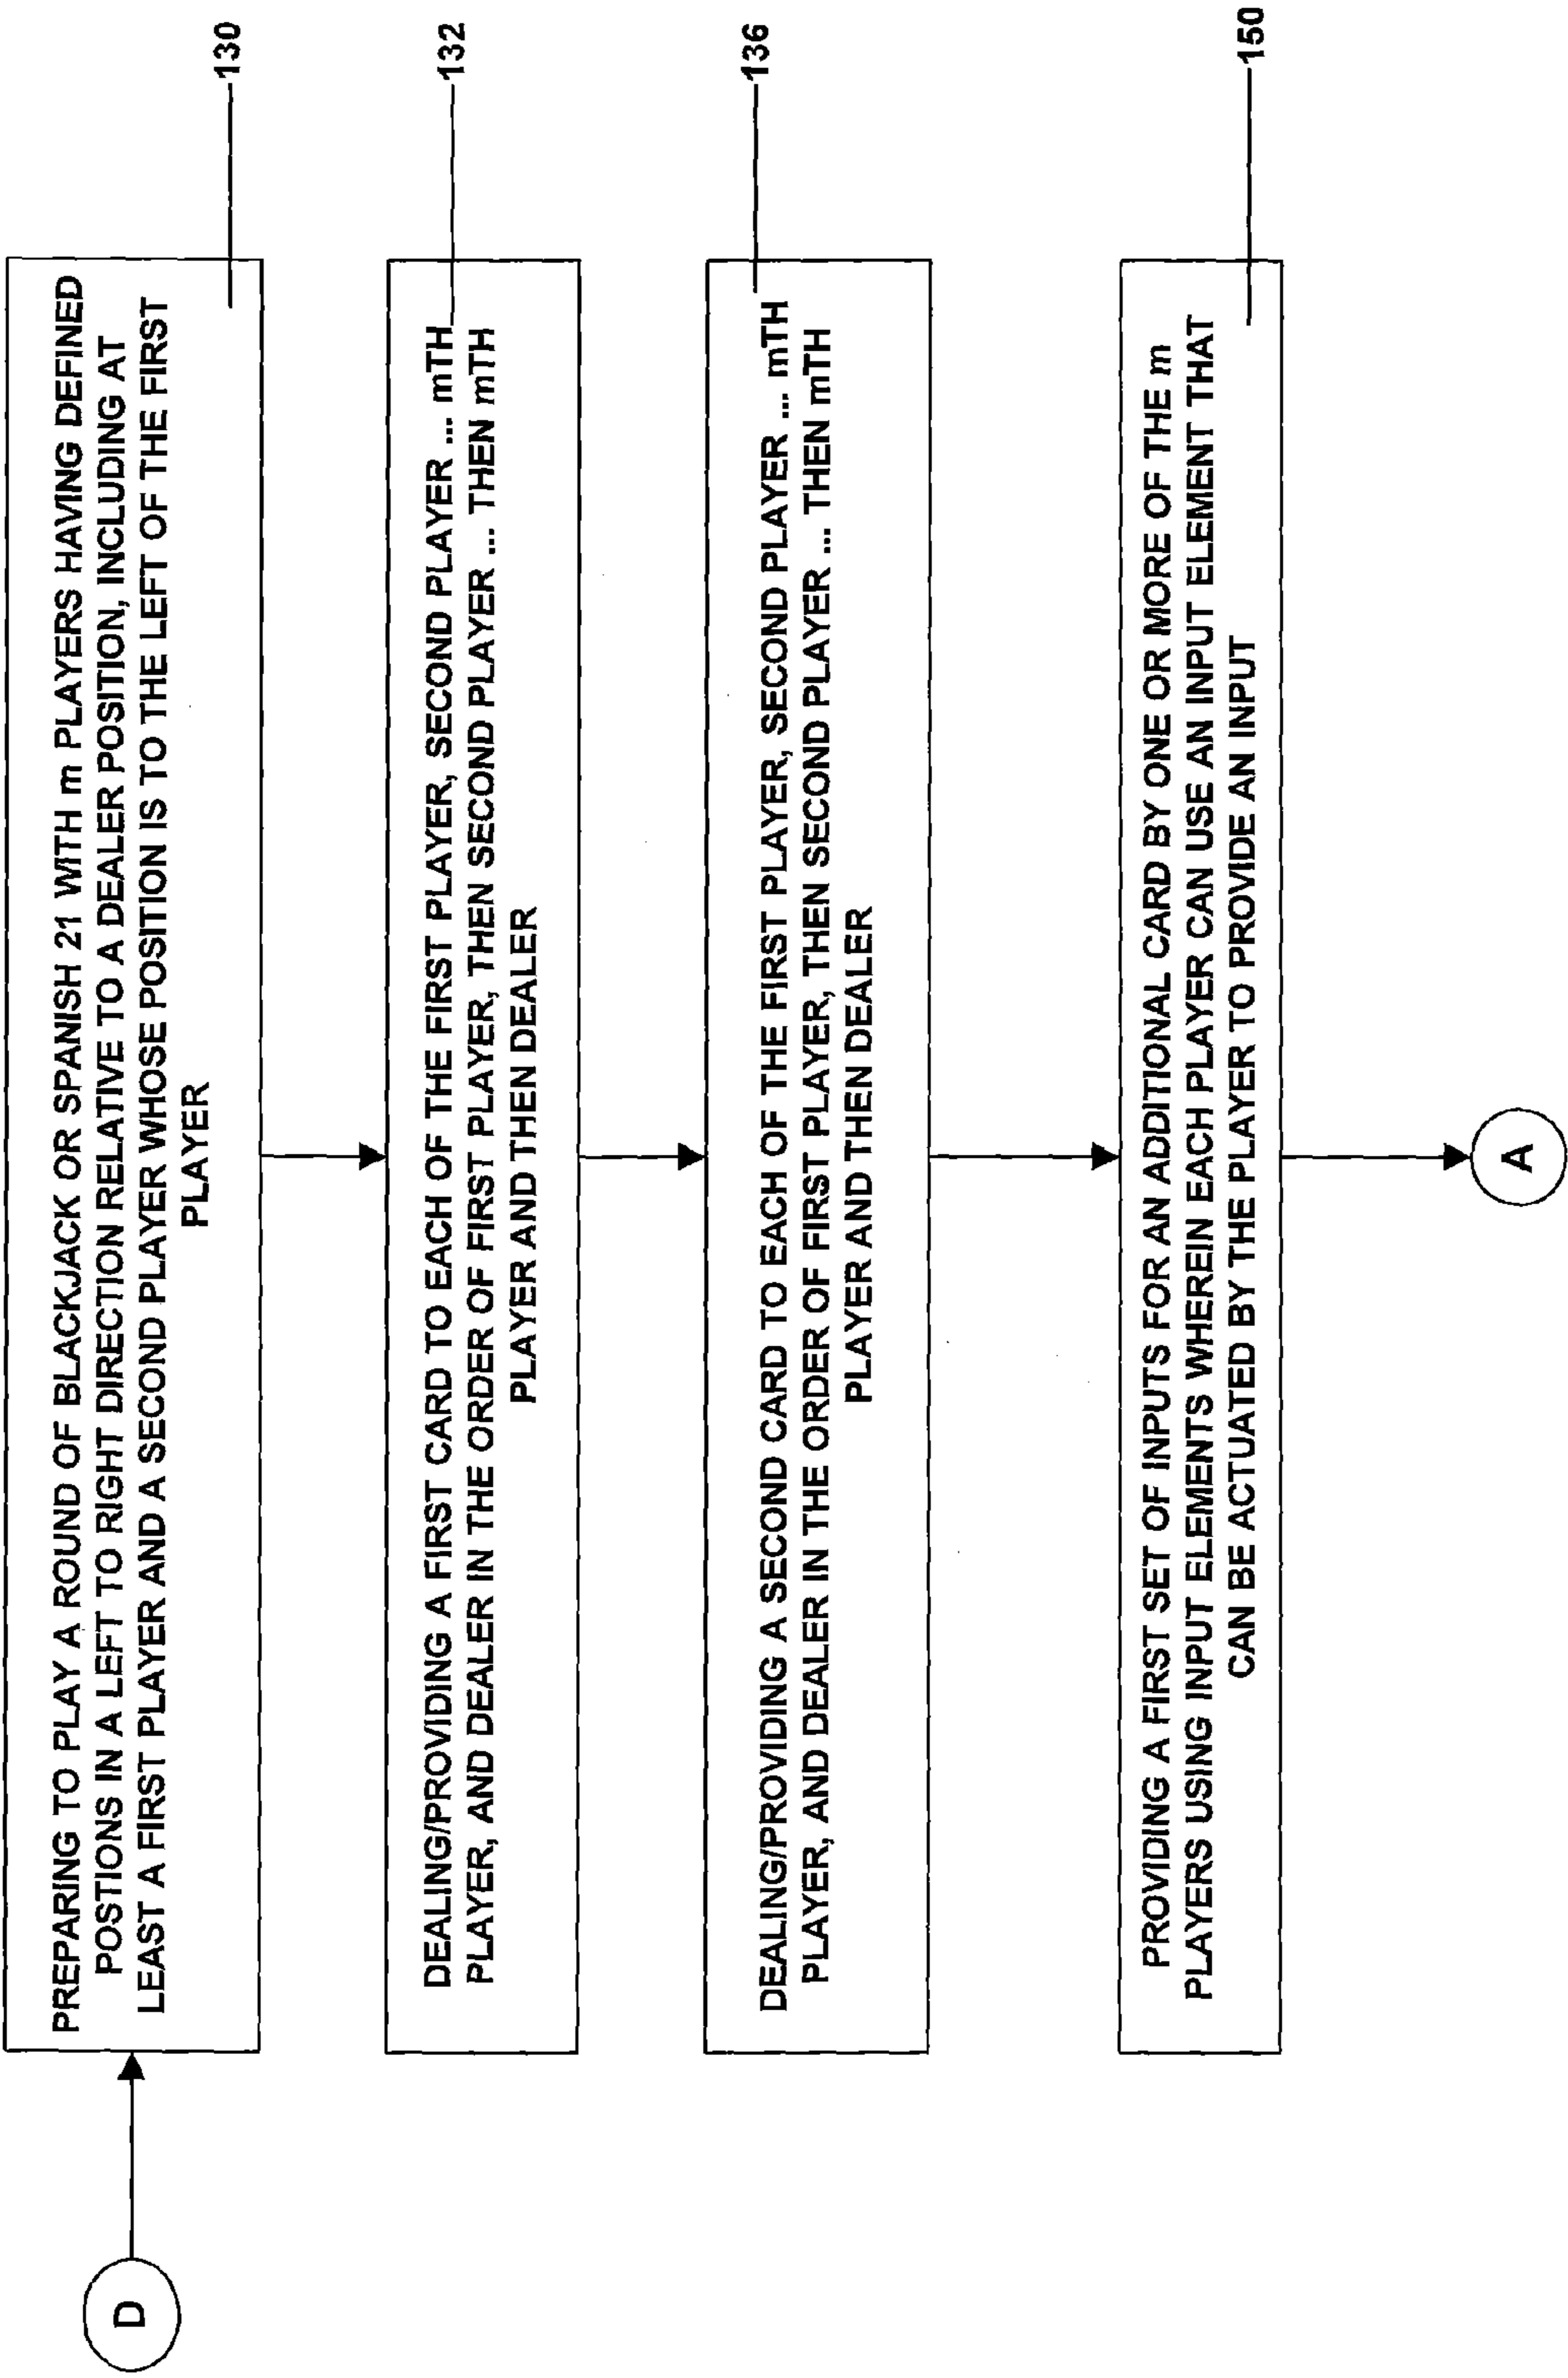 D
PREPARING TO PLAY A ROUND OF BLACKJACK OR SPANISH 21 WITH m PLAYERS HAVING DEFINED
POSTIONS IN A LEFT TO RIGHT DIRECTION RELATIVE TO A DEALER POSITION, INCLUDING AT
LEAST A FIRST PLAYER AND A SECOND PLAYER WHOSE POSITION IS TO THE LEFT OF THE FIRST
PLAYER
130
DEALING/PROVIDING A FIRST CARD TO EACH OF THE FIRST PLAYER, SECOND PLAYER ... mTH
PLAYER, AND DEALER IN THE ORDER OF FIRST PLAYER, THEN SECOND PLAYER ... THEN mTH
PLAYER AND THEN DEALER
132
DEALING/PROVIDING A SECOND CARD TO EACH OF THE FIRST PLAYER, SECOND PLAYER ... mTH
PLAYER, AND DEALER IN THE ORDER OF FIRST PLAYER, THEN SECOND PLAYER ... THEN mTH
PLAYER AND THEN DEALER
136
PROVIDING A FIRST SET OF INPUTS FOR AN ADDITIONAL CARD BY ONE OR MORE OF THE m
PLAYERS USING INPUT ELEMENTS WHEREIN EACH PLAYER CAN USE AN INPUT ELEMENT THAT
CAN BE ACTUATED BY THE PLAYER TO PROVIDE AN INPUT
150
A